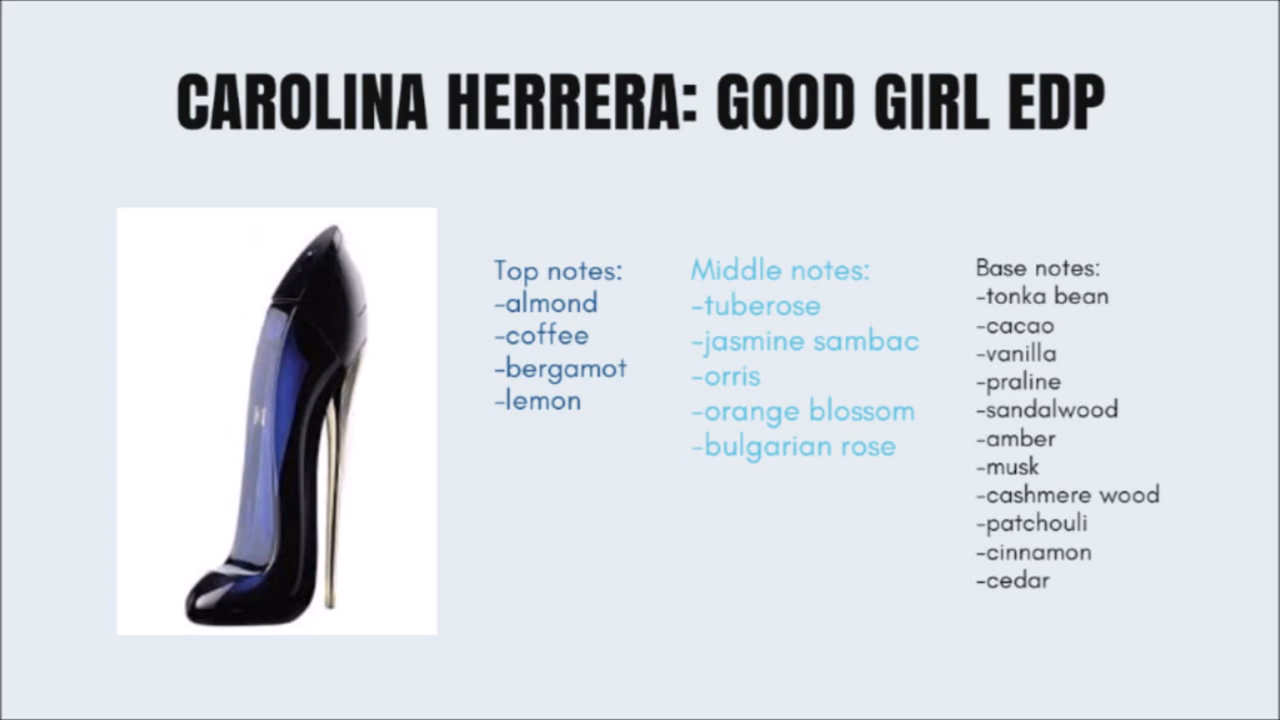 CAROLINA HERRERA: GOOD GIRL EDP
Top notes:
-almond
-coffee
-bergamot
-lemon
Middle notes:
-tuberose
-jasmine sambac
-orris
-orange blossom
-bulgarian rose
Base notes:
-tonka bean
-cacao
-vanilla
-praline
-sandalwood
-amber
-musk
-cashmere wood
-patchouli
-cinnamon
-cedar